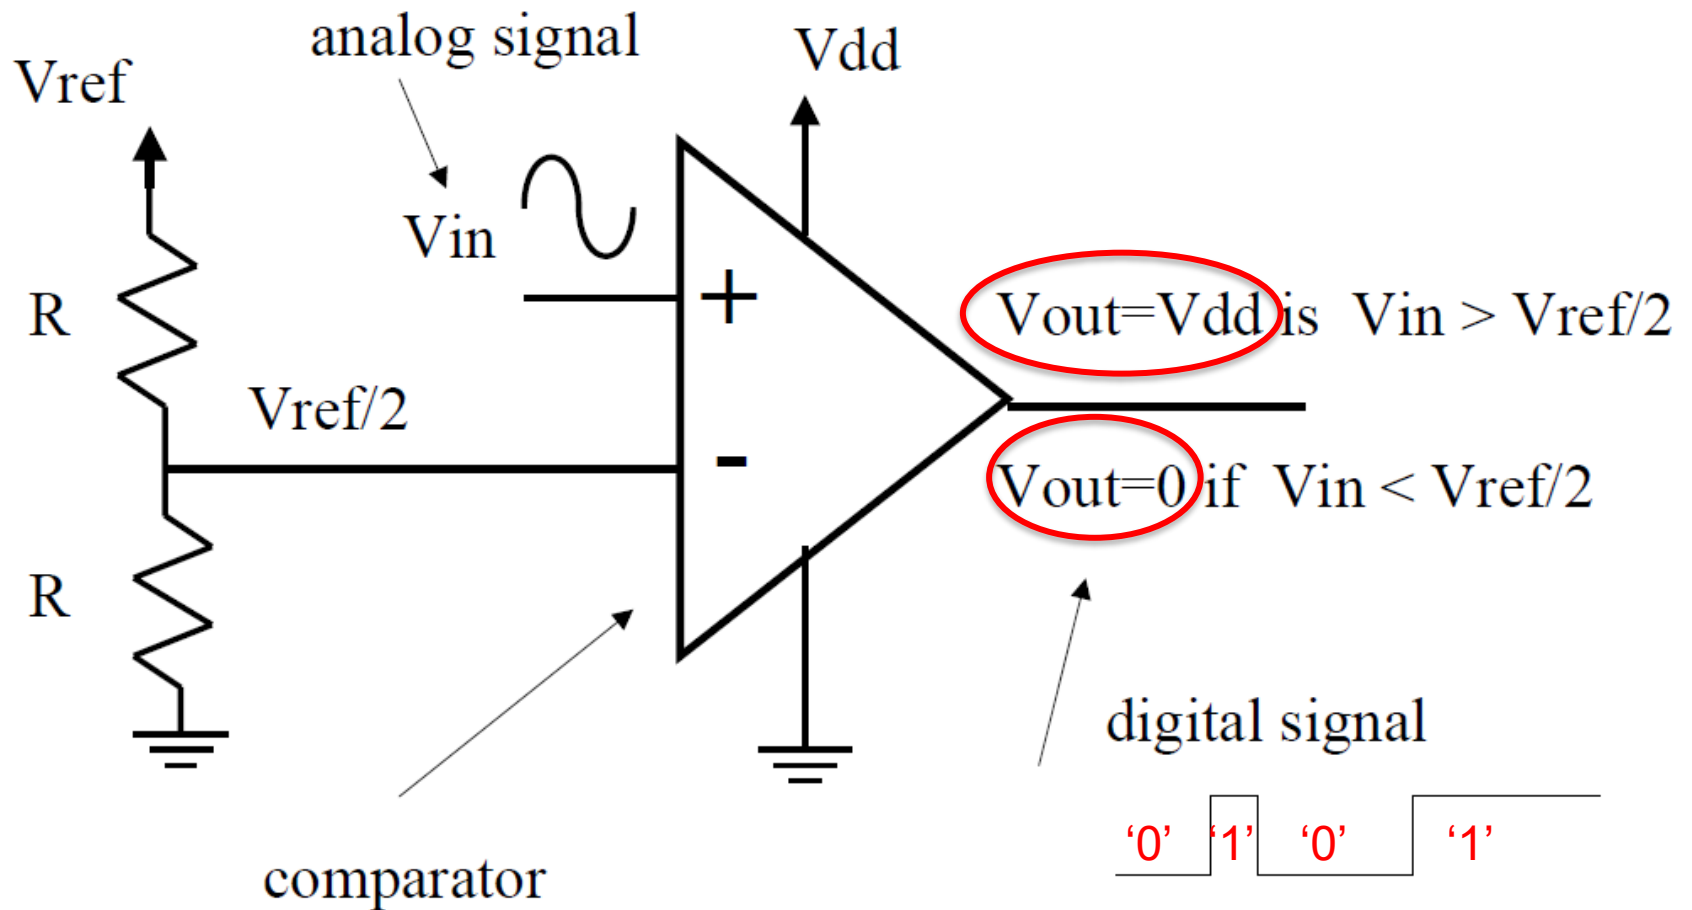 analog signal
Vdd
Vref
Vin
+
R
Vout=Vdd is Vin > Vref/2
Vref/2
-
Vout=0 if Vin < Vref/2
R
digital signal
‘0’ ‘1’ ‘0’ ‘1’
comparator